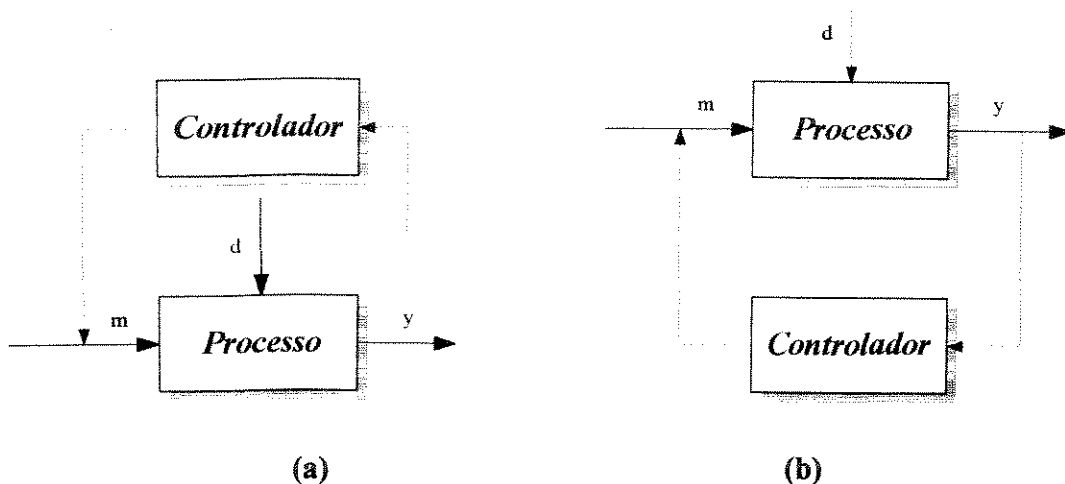 Controlador
d
m
y
Processo
(a)
d
m
y
Processo
Controlador
(b)